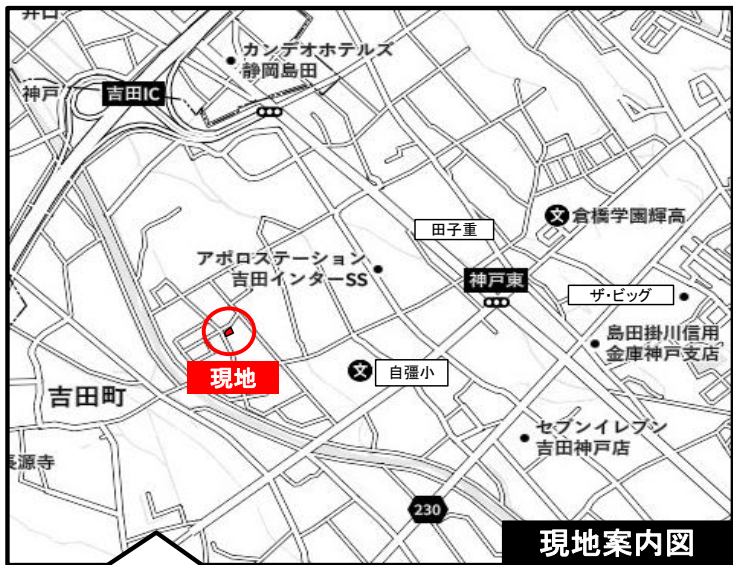 井口
カンデオホテルズ
静岡島田
神戸
吉田IC
文
倉橋学園輝高
田子重
アポロステーション
吉田インターSS
神戸東
ザ・ビッグ
島田掛川信用
金庫神戸支店
現地
文
自彊小
吉田町
セブンイレブン
吉田神戸店
長源寺
230
現地案内図